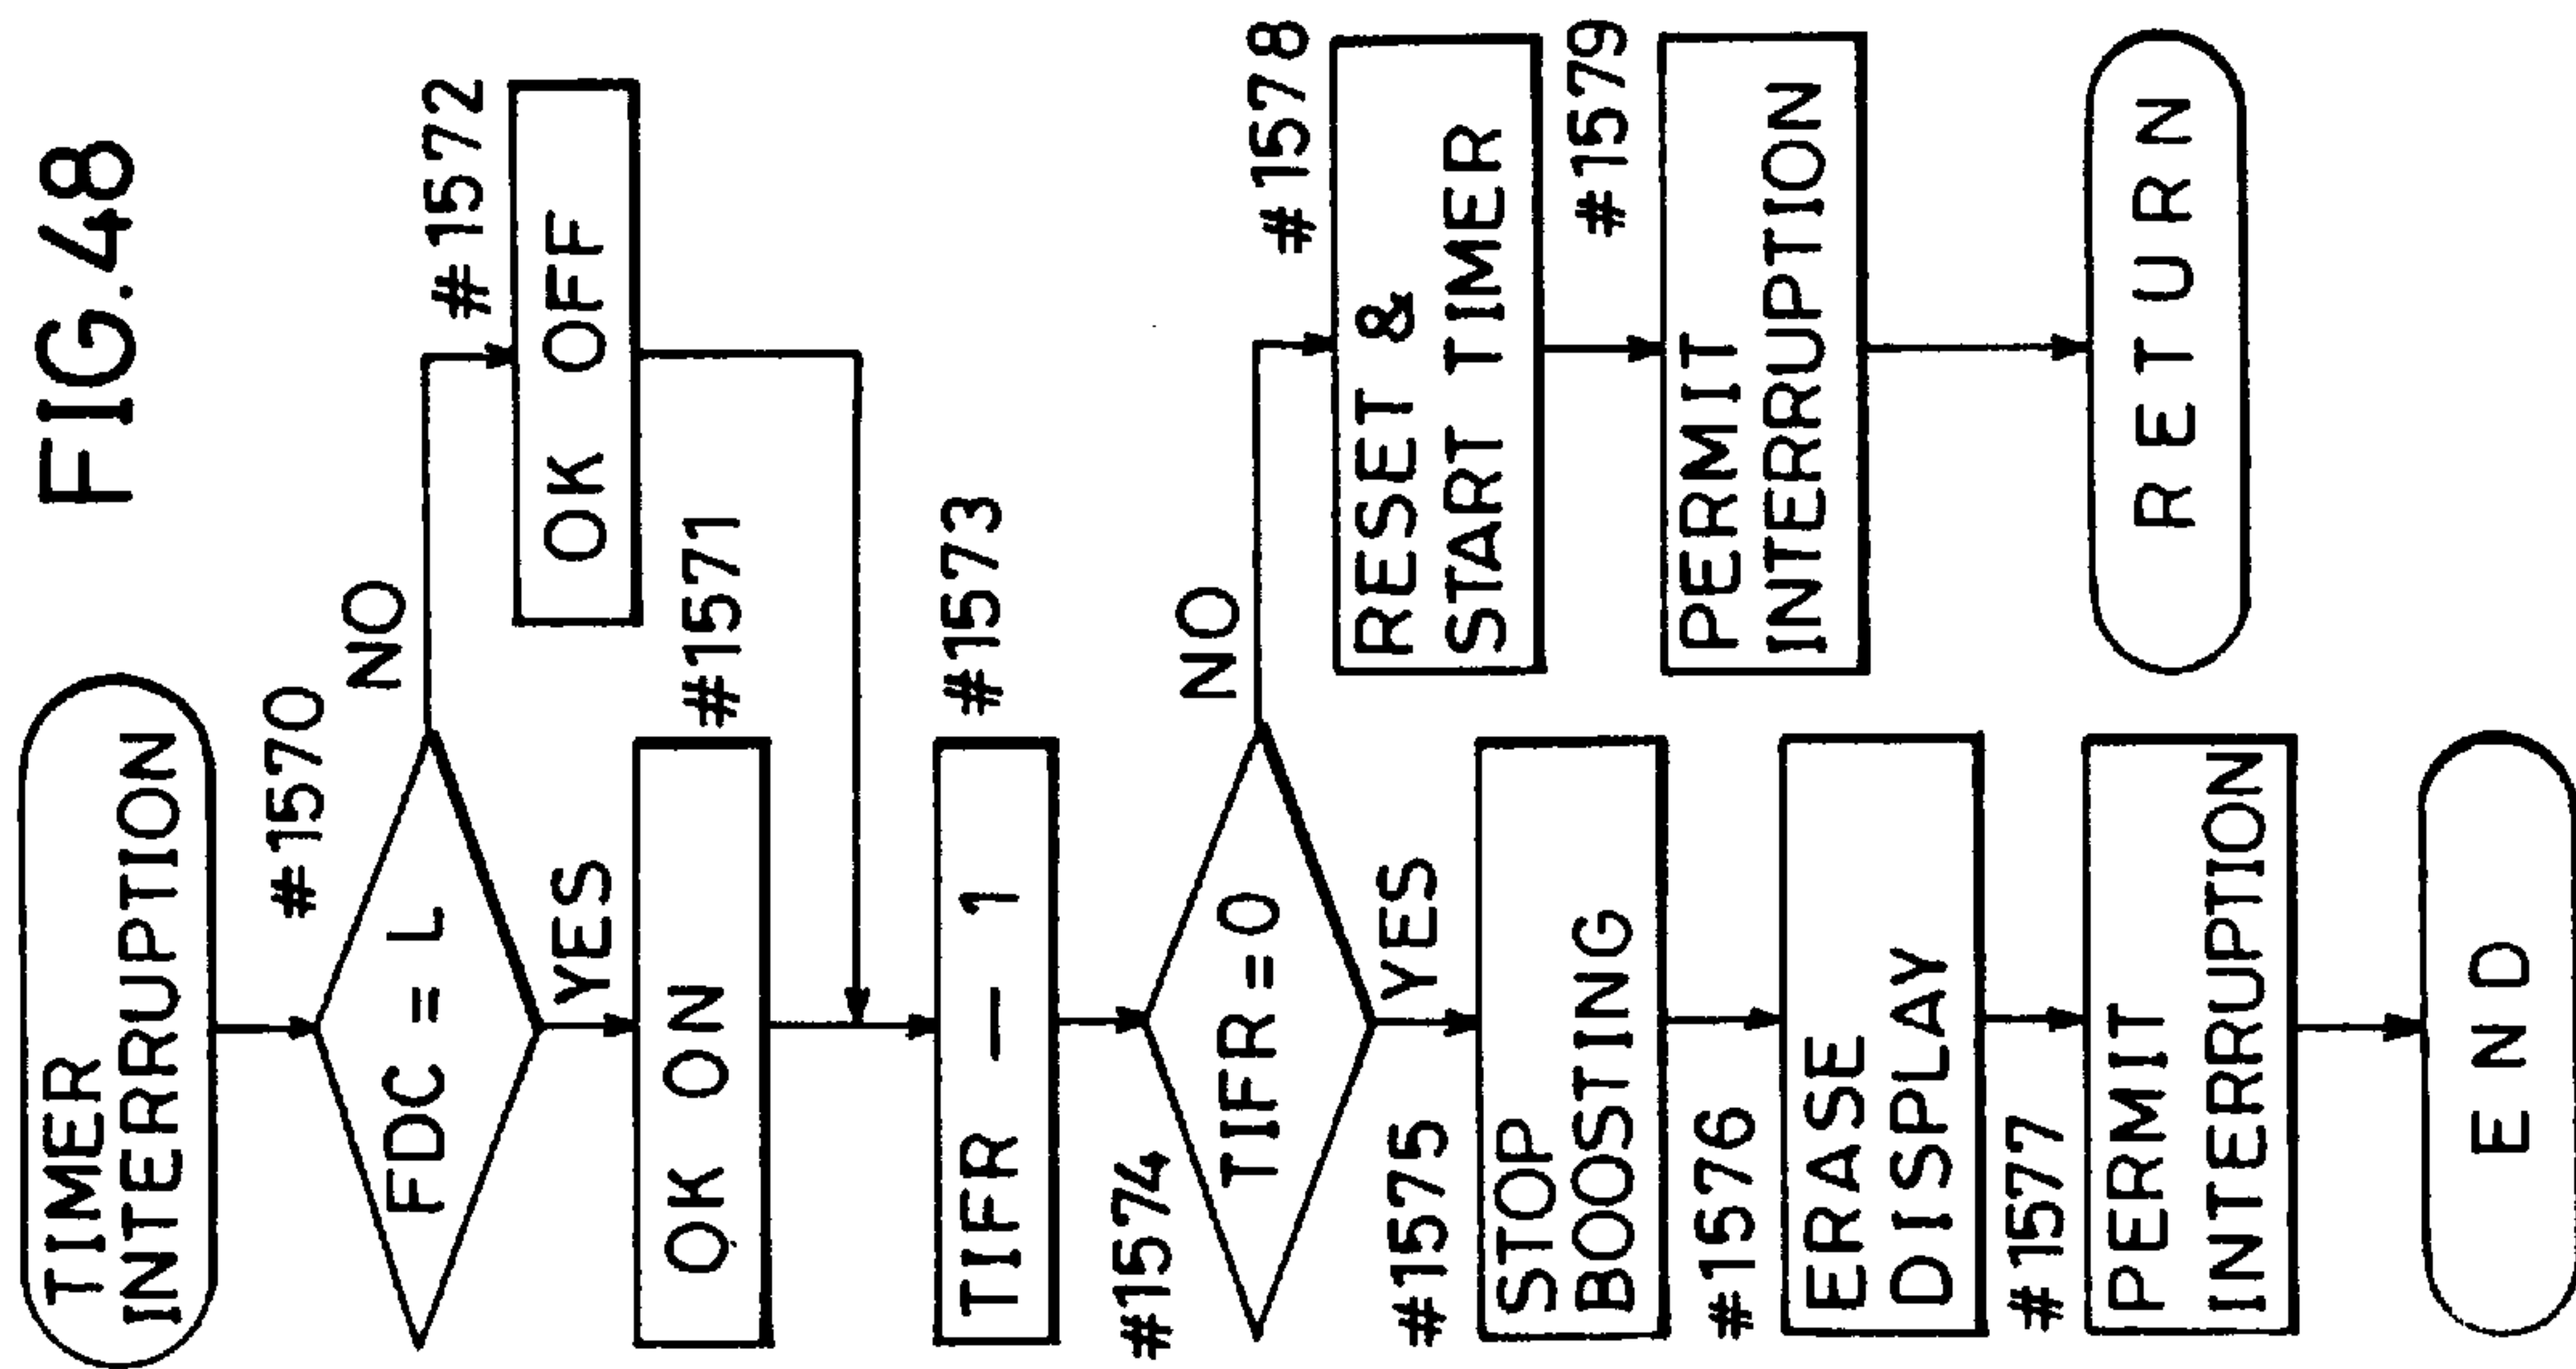 FIG.48
TIMER
INTERRUPTION
#1570
FDC = L
NO
YES
#1572
OK OFF
#1571
OK ON
#1573
TIFR — 1
#1574
TIFR = 0
NO
YES
#1575
STOP
BOOSTING
#1576
ERASE
DISPLAY
#1577
PERMIT
INTERRUPTION
END
#1578
RESET &
START TIMER
#1579
PERMIT
INTERRUPTION
RETURN